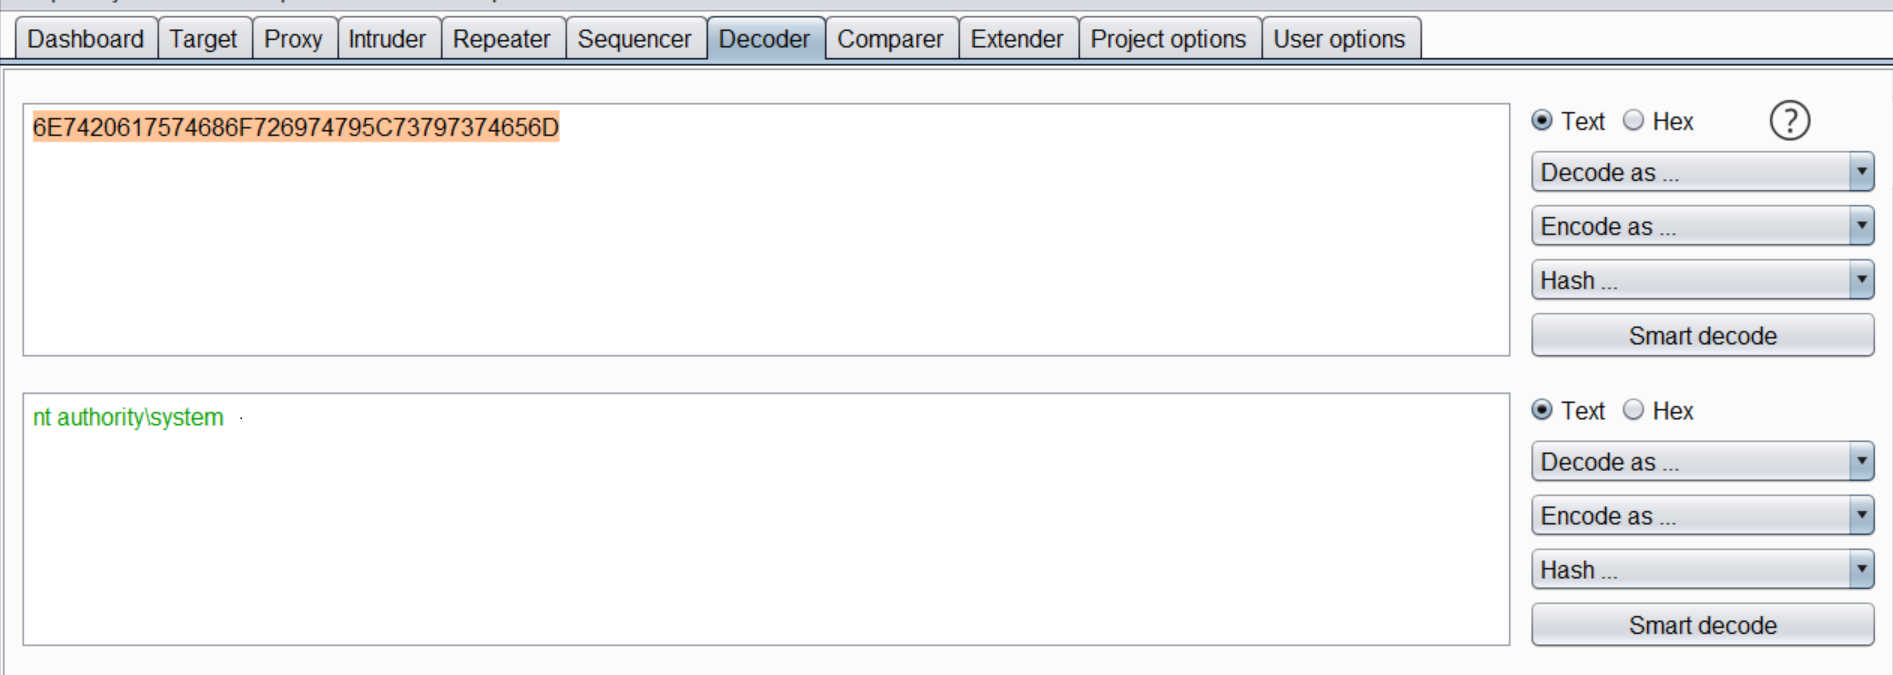 Dashboard Target Proxy Intruder Repeater Sequencer Decoder Comparer Extender Project options User options
6E7420617574686F726974795C73797374656D
Text Hex ?
Decode as ...
Encode as ...
Hash ...
Smart decode
nt authority\system
Text Hex
Decode as ...
Encode as ...
Hash ...
Smart decode